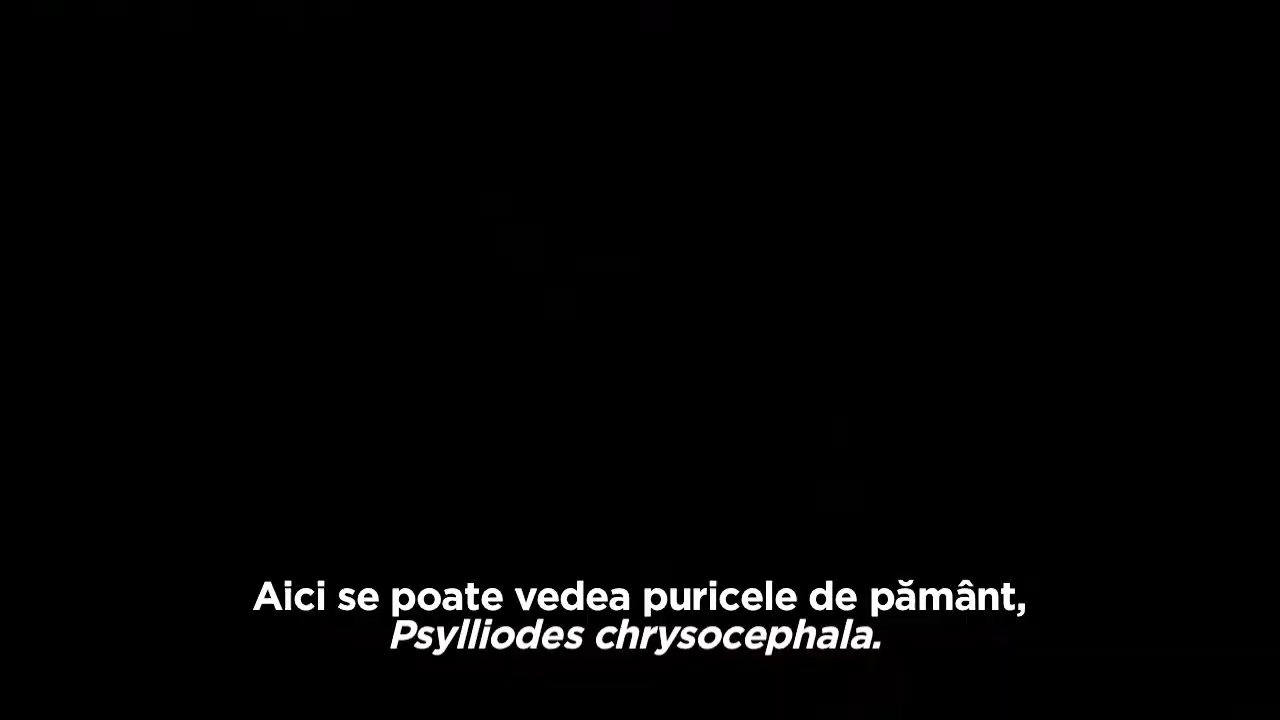 Aici se poate vedea puricele de pământ,
Psylliodes chrysocephala.